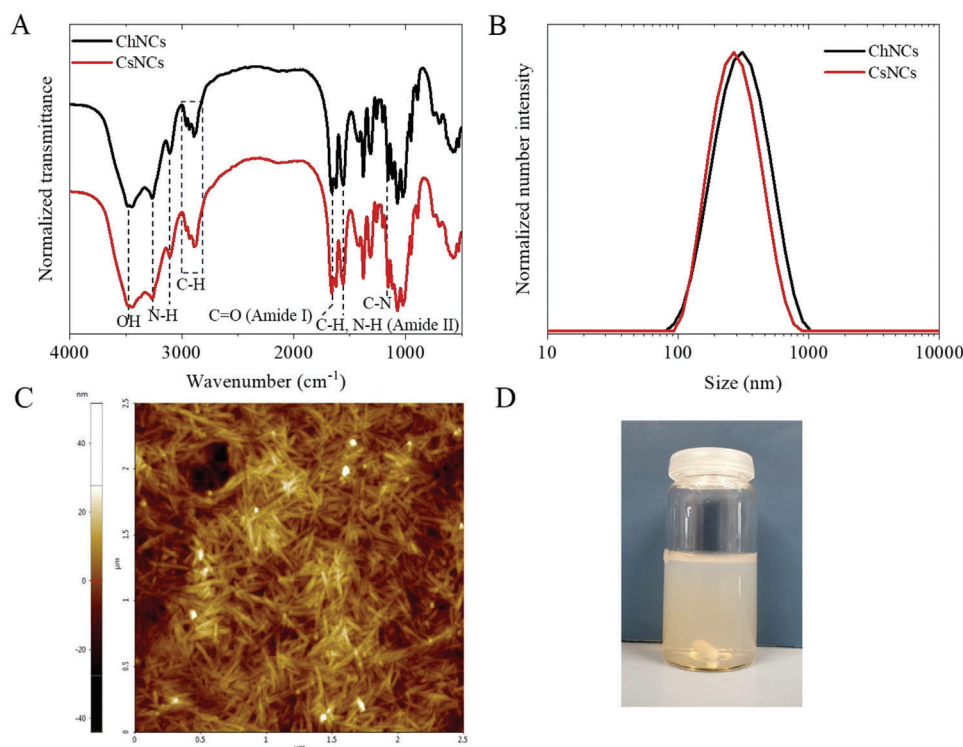 A
ChNCs
CsNCs
Normalized transmittance
OH
N-H
C-H
C=O (Amide I)
C-N
C-H, N-H (Amide II)
4000
3000
2000
1000
Wavenumber (cm⁻¹)
B
ChNCs
CsNCs
Normalized number intensity
10
100
1000
10000
Size (nm)
C
nm
40
20
0
-20
-40
2.5
2
1.5
µm
1
0.5
0
0
0.5
1
1.5
2
2.5
D